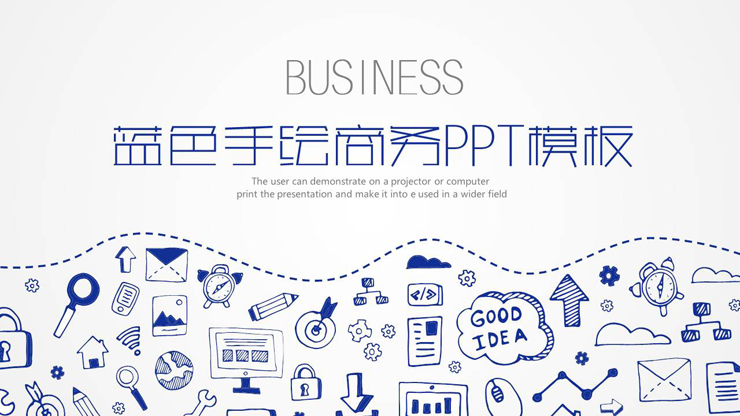 BUSINESS
蓝色手绘商务PPT模板
The user can demonstrate on a projector or computer
print the presentation and make it into e used in a wider field
</>
GOOD
IDEA